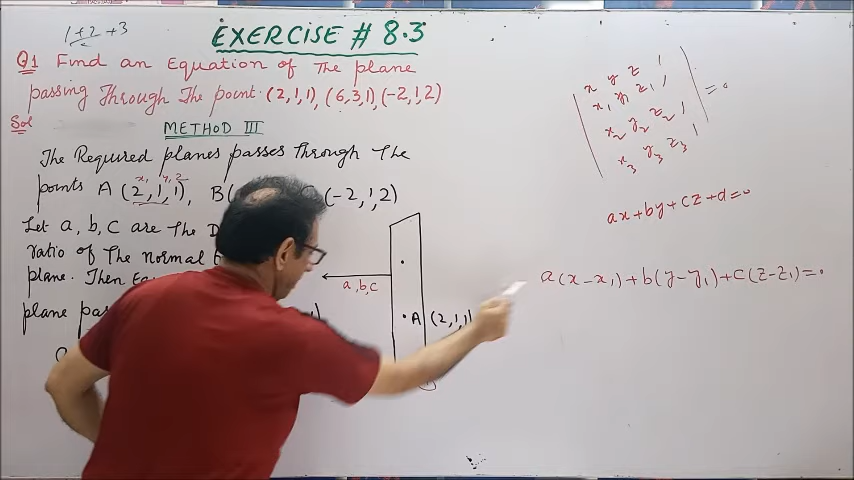 1+2+3
EXERCISE # 8.3
Q1 Find an Equation of The plane
passing Through The point (2,1,1), (6,3,1), (-2,1,2)
Sol
METHOD III
The Required planes passes Through The
x₁ y₁ z₁
points A (2,1,1), B( (-2,1,2)
Let a, b, c are The D
ratio of The normal
plane. Then
plane
a,b,c
A (2,1,1)
x y z 1
x₁ y₁ z₁ 1
x₂ y₂ z₂ 1 = 0
x₃ y₃ z₃ 1
ax+by+cz+d=0
a(x-x₁)+b(y-y₁)+c(z-z₁)=0